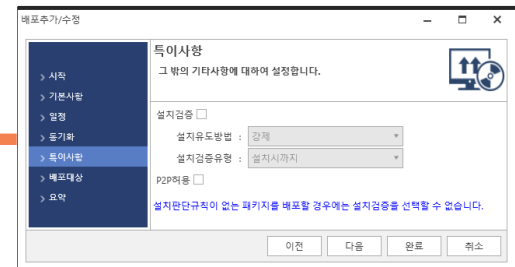 배포추가/수정
특이사항
그 밖의 기타사항에 대하여 설정합니다.
> 시작
> 기본사항
> 일정
> 동기화
> 특이사항
> 배포대상
> 요약
설치검증
설치유도방법 : 강제
설치검증유형 : 설치시까지
P2P허용
설치판단규칙이 없는 패키지를 배포할 경우에는 설치검증을 선택할 수 없습니다.
이전 다음 완료 취소